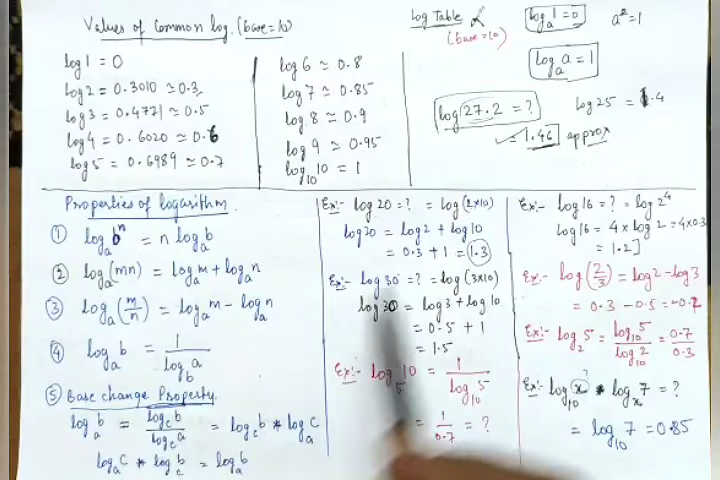 Values of common log. (base=10)
log 1 = 0
log 2 = 0.3010 ≃ 0.3
log 3 = 0.4771 ≃ 0.5
log 4 = 0.6020 ≃ 0.6
log 5 = 0.6989 ≃ 0.7
log 6 ≃ 0.8
log 7 ≃ 0.85
log 8 ≃ 0.9
log 9 ≃ 0.95
log₁₀ 10 = 1
Log Table
(base=10)
logₐ 1 = 0
a⁰ = 1
logₐ a = 1
log 27.2 = ?
= 1.46 approx
log 25 = 1.4
Properties of logarithm.
① logₐ bⁿ = n logₐ b
② logₐ (mn) = logₐ m + logₐ n
③ logₐ (m/n) = logₐ m - logₐ n
④ logₐ b = 1 / log_b a
⑤ Base change Property.
logₐ b = log_c b / log_c a = log_c b * logₐ c
logₐ c * log_c b = logₐ b
Ex:- log 20 = ? = log (2×10)
log 20 = log 2 + log 10
= 0.3 + 1 = 1.3
Ex:- log 30 = ? = log (3×10)
log 30 = log 3 + log 10
= 0.5 + 1
= 1.5
Ex:- log₅ 10 = 1 / log₁₀ 5
= 1 / 0.7 = ?
Ex:- log 16 = ? = log 2⁴
log 16 = 4 × log 2 = 4×0.3
= 1.2]
Ex:- log (2/3) = log 2 - log 3
= 0.3 - 0.5 = -0.2
Ex:- log₂ 5 = log₁₀ 5 / log₁₀ 2 = 0.7 / 0.3
Ex:- log₁₀ x * logₓ 7 = ?
= log₁₀ 7 = 0.85